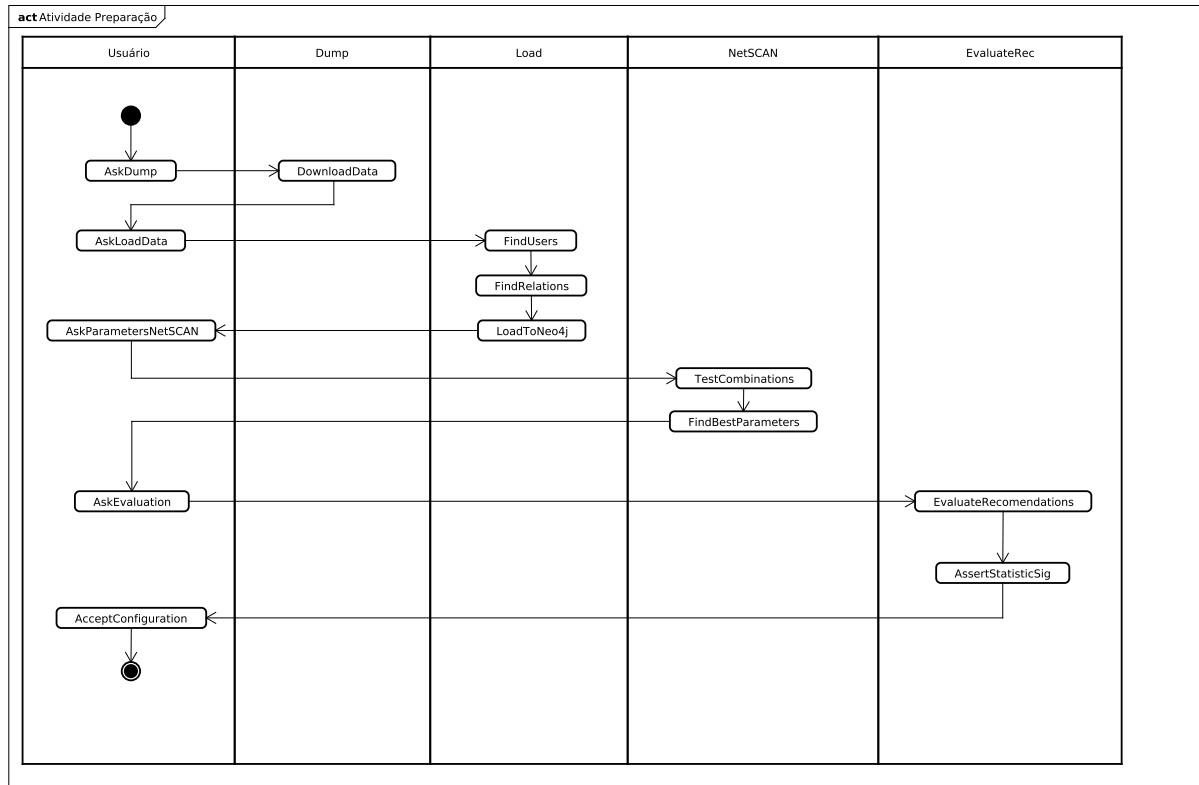 act Atividade Preparação
Usuário
Dump
Load
NetSCAN
EvaluateRec
AskDump
DownloadData
AskLoadData
FindUsers
FindRelations
AskParametersNetSCAN
LoadToNeo4j
TestCombinations
FindBestParameters
AskEvaluation
EvaluateRecomendations
AssertStatisticSig
AcceptConfiguration